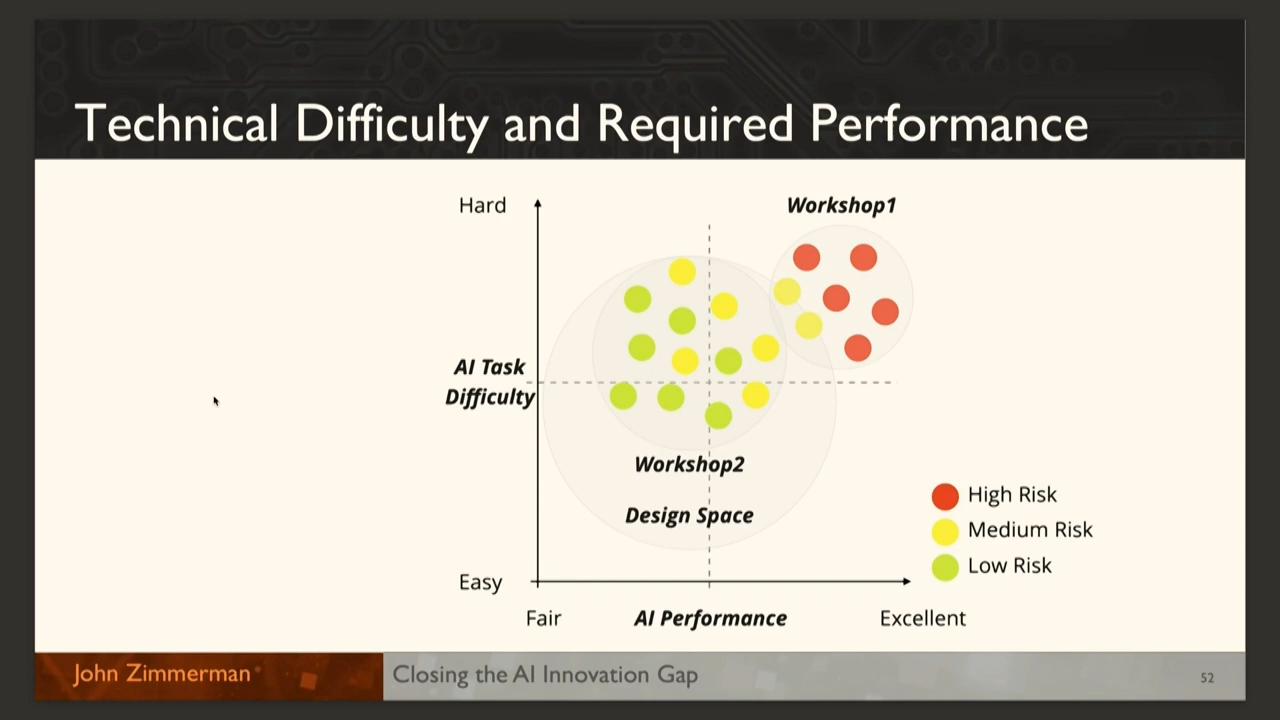 Technical Difficulty and Required Performance
Hard
Workshop1
AI Task
Difficulty
Workshop2
Design Space
High Risk
Medium Risk
Low Risk
Easy
Fair
AI Performance
Excellent
John Zimmerman
Closing the AI Innovation Gap
52